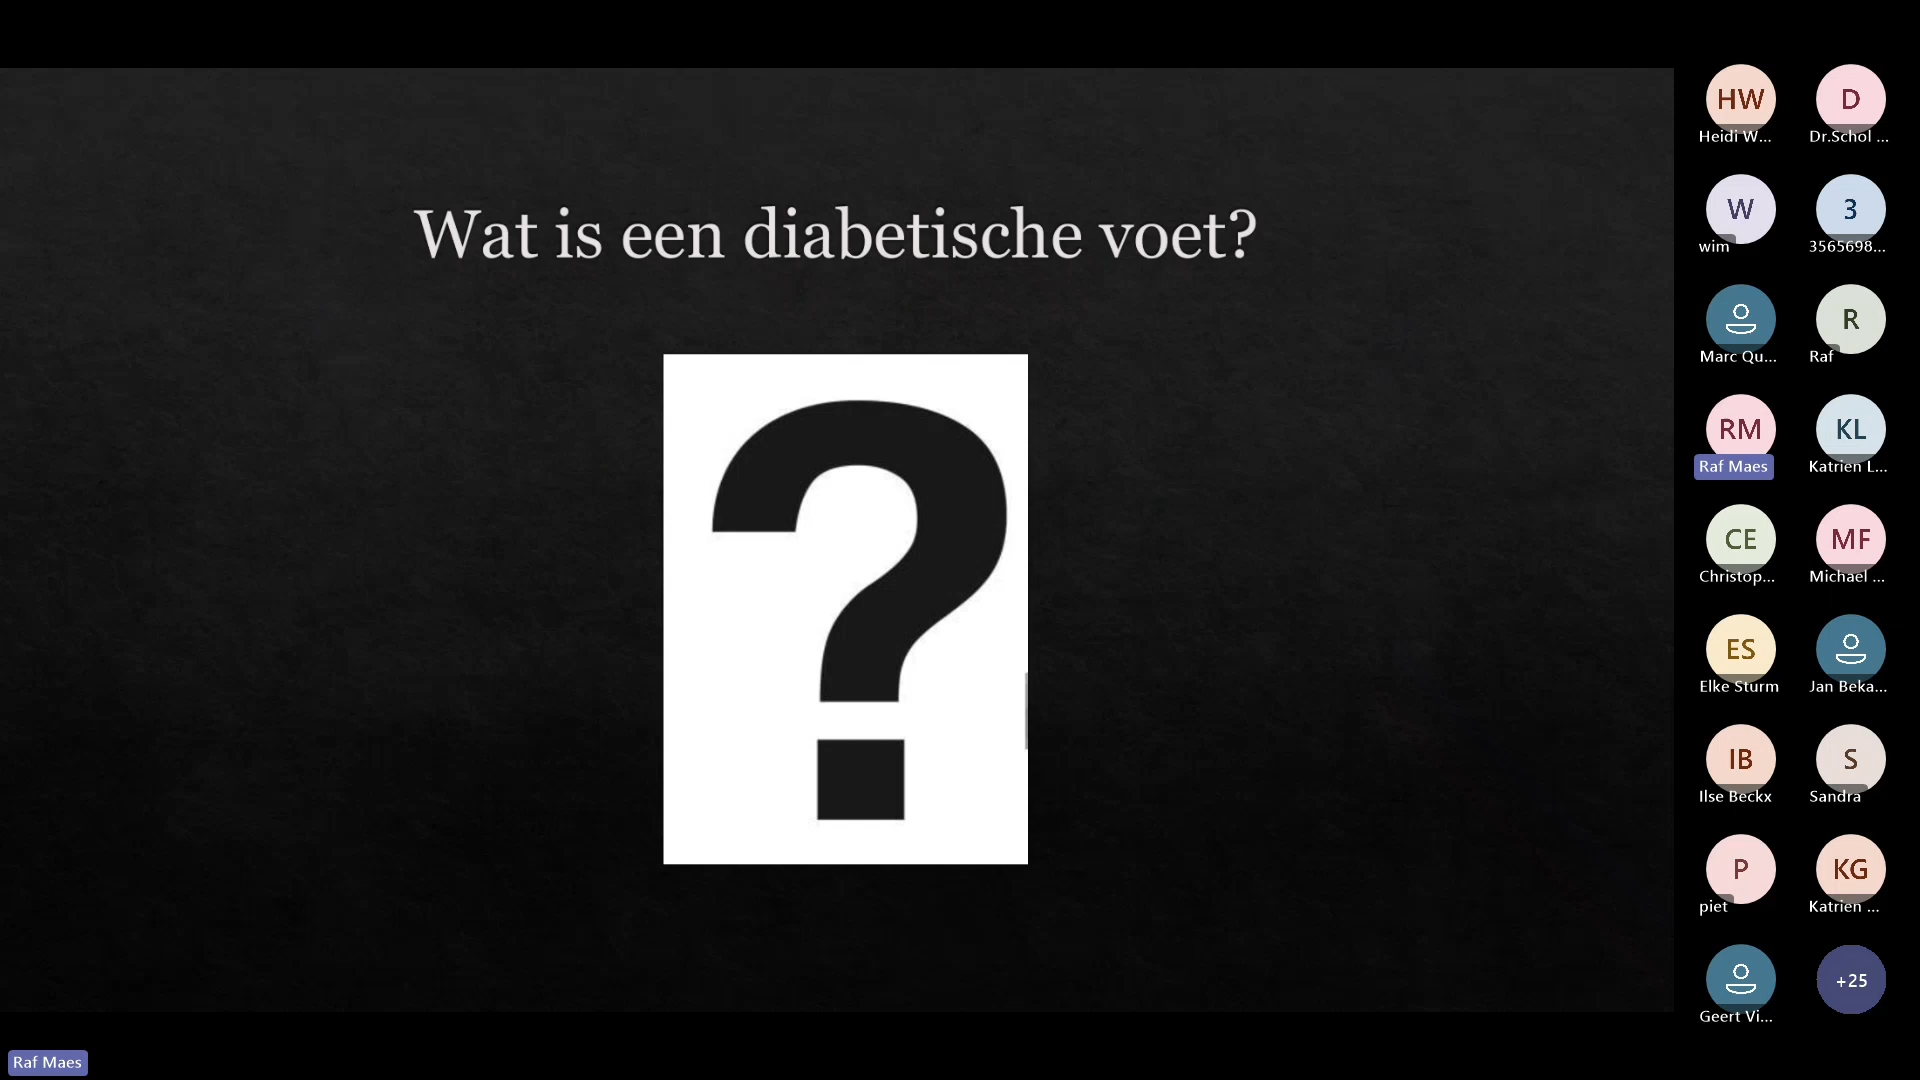 Wat is een diabetische voet?
?
HW
D
Heidi W...
Dr.Schol ...
W
3
wim
3565698...
R
Marc Qu...
Raf
RM
KL
Raf Maes
Katrien L...
CE
MF
Christop...
Michael ...
ES
Elke Sturm
Jan Beka...
IB
S
Ilse Beckx
Sandra
P
KG
piet
Katrien ...
+25
Geert Vi...
Raf Maes